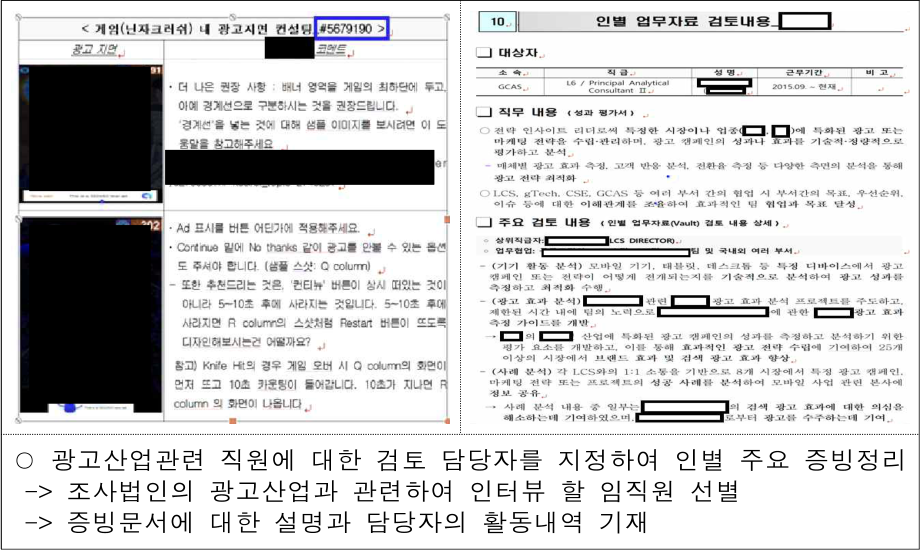 < 게임(닌자크러쉬) 내 광고지면 컨설팅 #5679190 >
광고 지면
코멘트
· 더 나은 권장 사항 : 배너 영역을 게임의 최하단에 두고,
아예 경계선으로 구분하시는 것을 권장드립니다.
'경계선'을 넣는 것에 대해 샘플 이미지를 보시려면 이 도
움말을 참고해주세요
· Ad 표시를 버튼 어딘가에 적용해주세요.
· Continue 밑에 No thanks 같이 광고를 안볼 수 있는 옵션
도 주셔야 합니다. (샘플 스샷: Q column)
- 또한 추천드리는 것은, '컨티뉴' 버튼이 상시 떠있는 것이
아니라 5~10초 후에 사라지는 것입니다. 5~10초 후에
사라지면 R column의 스샷처럼 Restart 버튼이 뜨도록
디자인해보시는건 어떨까요?
참고) Knife Hit의 경우 게임 오버 시 Q column의 화면이
먼저 뜨고 10초 카운팅이 들어갑니다. 10초가 지나면 R
column 의 화면이 나옵니다
10 인별 업무자료 검토내용
□ 대상자
소 속 직 급 성 명 근무기간 비 고
GCAS L6 / Principal Analytical Consultant Ⅱ 2015.09. ~ 현재
□ 직무 내용 (성과 평가서)
○ 전략 인사이트 리더로써 특정한 시장이나 업종( , )에 특화된 광고 또는
마케팅 전략을 수립·관리하며, 광고 캠페인의 성과나 효과를 기술적·정량적으로
평가하고 분석
- 매체별 광고 효과 측정, 고객 반응 분석, 전환율 측정 등 다양한 측면의 분석을 통해
광고 전략 최적화
○ LCS, gTech, CSE, GCAS 등 여러 부서 간의 협업 시 부서간의 목표, 우선순위,
이슈 등에 대한 이해관계를 조율하여 효과적인 팀 협업과 목표 달성
□ 주요 검토 내용 (인별 업무자료(Vault) 검토 내용 상세)
○ 상위직급자: LCS DIRECTOR)
○ 업무협업: 팀 및 국내외 여러 부서
- (기기 활동 분석) 모바일 기기, 태블릿, 데스크톱 등 특정 디바이스에서 광고
캠페인 또는 전략이 어떻게 전개되는지를 기술적으로 분석하여 광고 성과를
측정하고 최적화 수행
- (광고 효과 분석) 관련 광고 효과 분석 프로젝트를 주도하고,
제한된 시간 내에 팀의 노력으로 에 관한 광고 효과
측정 가이드를 개발
→ 의 산업에 특화된 광고 캠페인의 성과를 측정하고 분석하기 위한
평가 요소를 개발하고, 이를 통해 효과적인 광고 전략 수립에 기여하여 25개
이상의 시장에서 브랜드 효과 및 검색 광고 효과 향상
- (사례 분석) 각 LCS와의 1:1 소통을 기반으로 8개 시장에서 특정 광고 캠페인,
마케팅 전략 또는 프로젝트의 성공 사례를 분석하여 모바일 사업 관련 본사에
정보 공유
→ 사례 분석 내용 중 일부는 의 검색 광고 효과에 대한 의심을
해소하는데 기여하였으며, 로부터 광고를 수주하는데 기여
○ 광고산업관련 직원에 대한 검토 담당자를 지정하여 인별 주요 증빙정리
-> 조사법인의 광고산업과 관련하여 인터뷰 할 임직원 선별
-> 증빙문서에 대한 설명과 담당자의 활동내역 기재